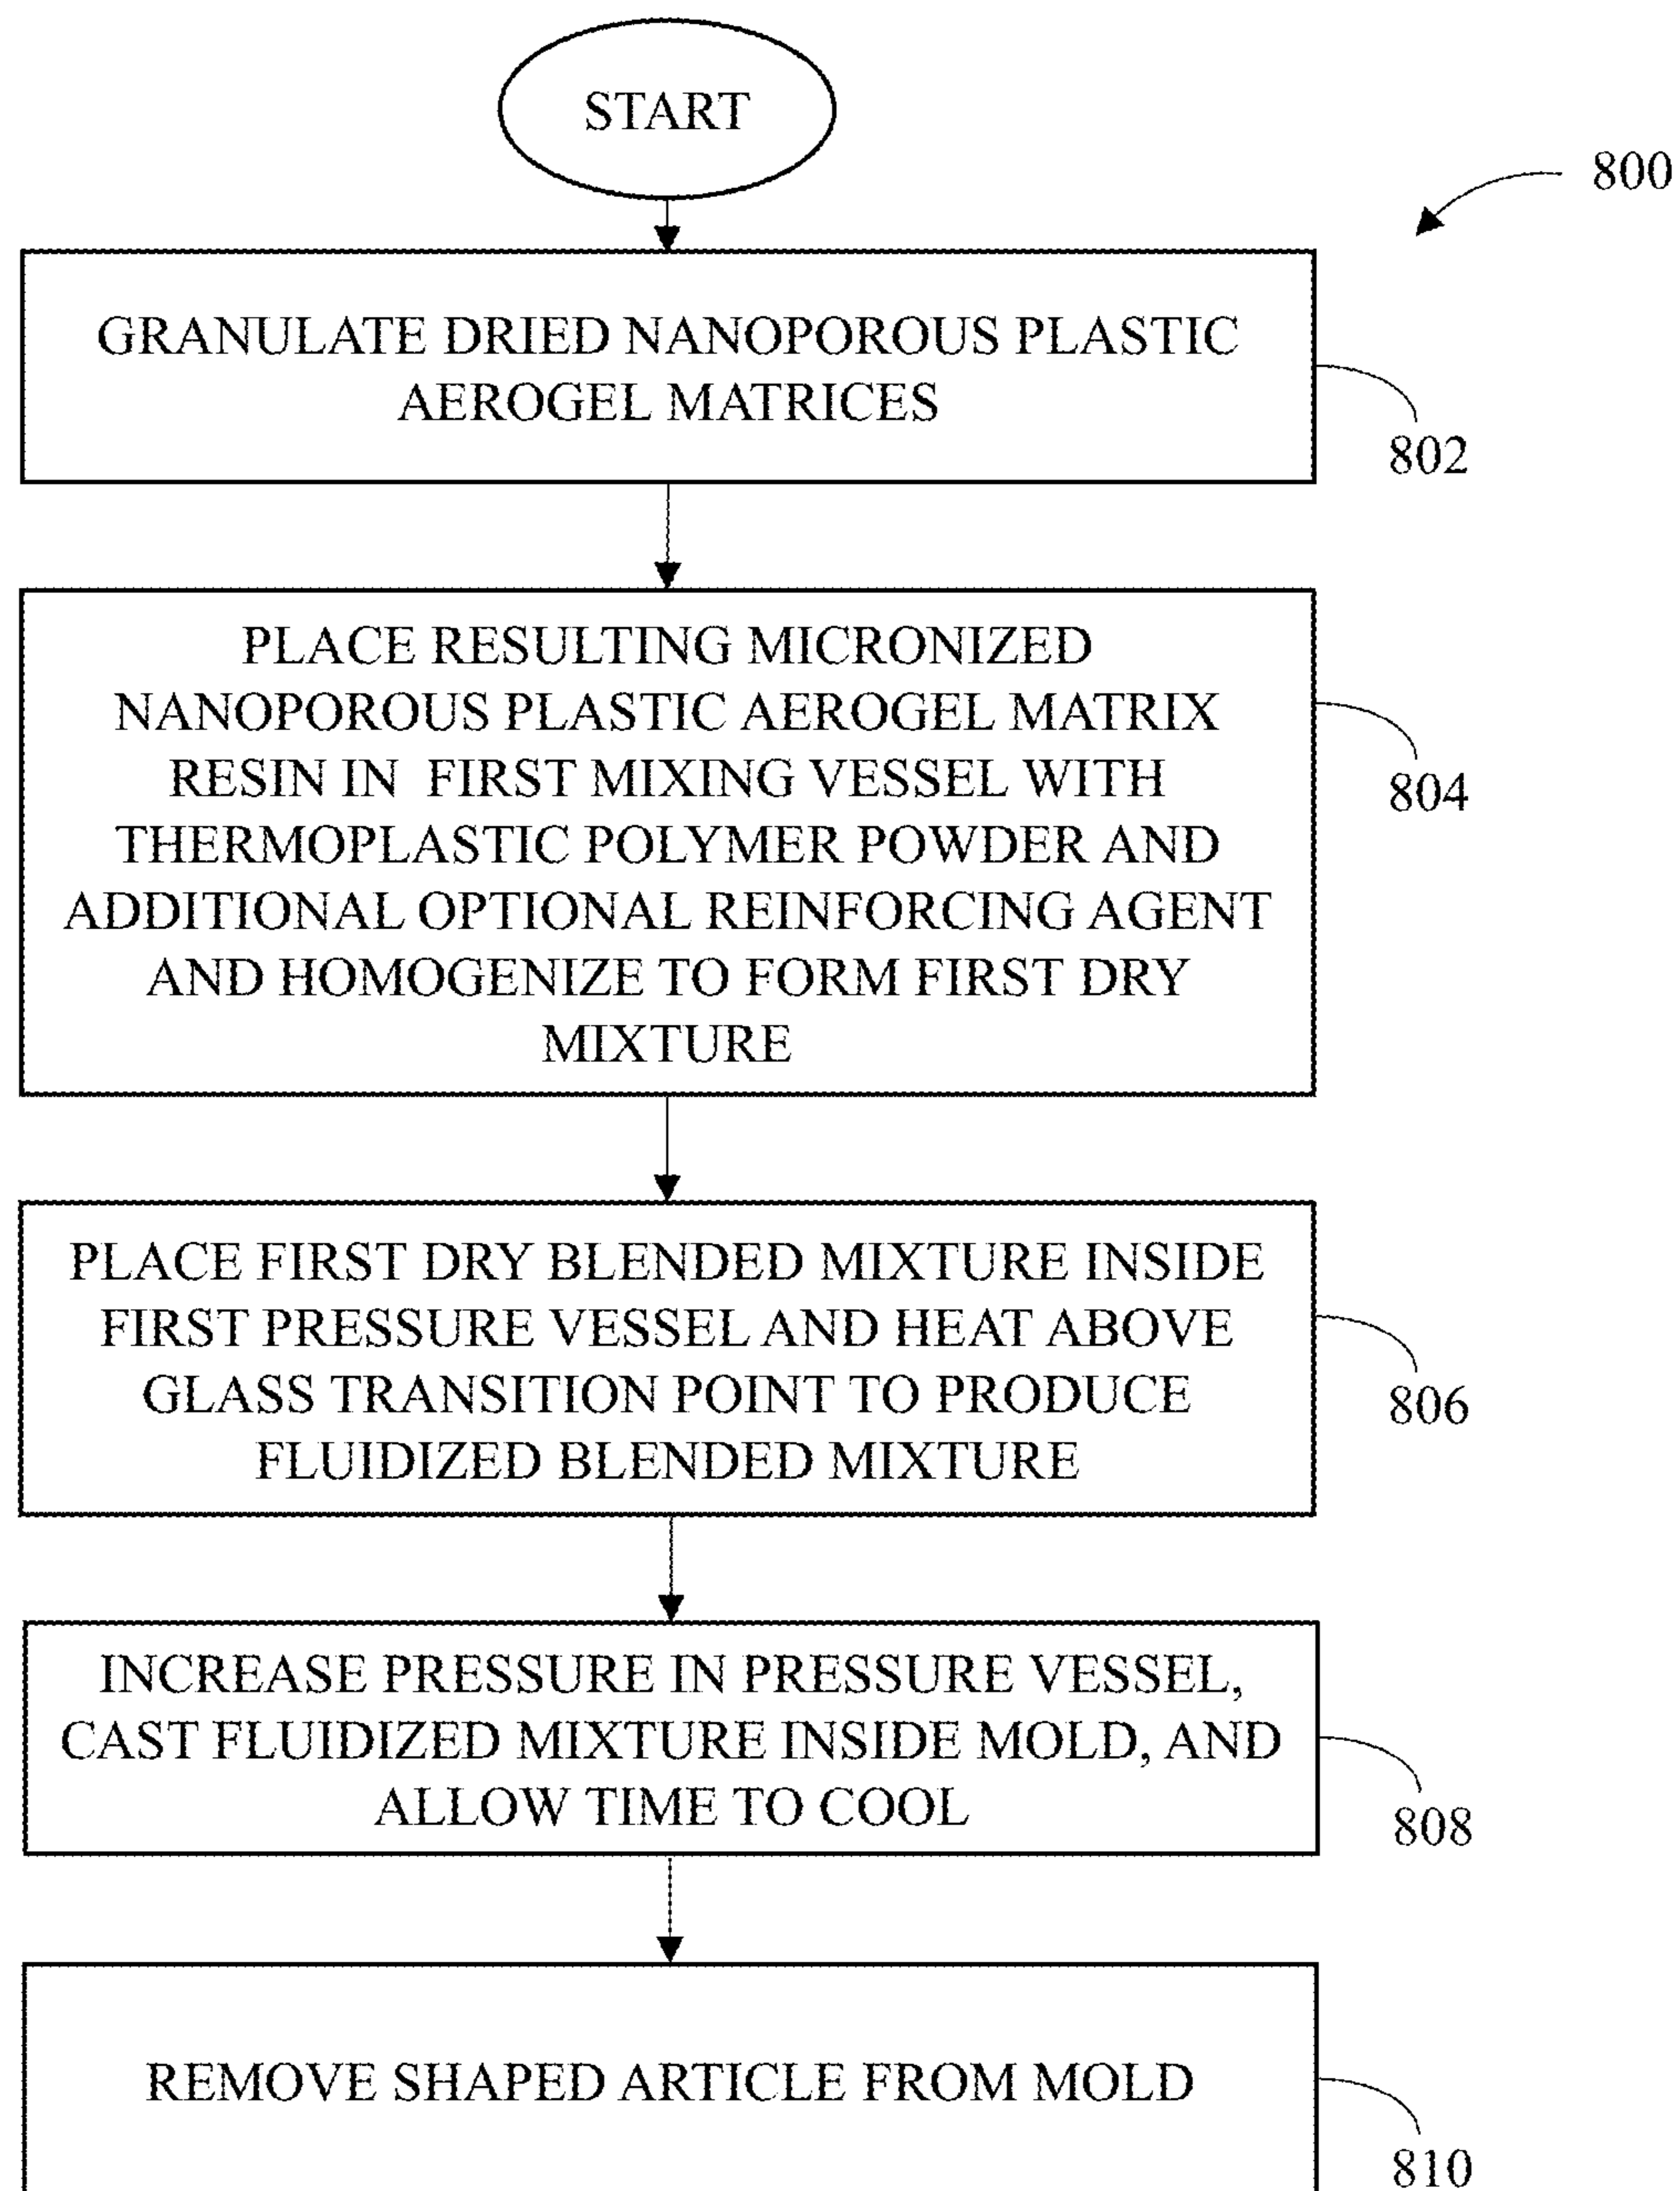 START
800
GRANULATE DRIED NANOPOROUS PLASTIC
AEROGEL MATRICES
802
PLACE RESULTING MICRONIZED
NANOPOROUS PLASTIC AEROGEL MATRIX
RESIN IN FIRST MIXING VESSEL WITH
THERMOPLASTIC POLYMER POWDER AND
ADDITIONAL OPTIONAL REINFORCING AGENT
AND HOMOGENIZE TO FORM FIRST DRY
MIXTURE
804
PLACE FIRST DRY BLENDED MIXTURE INSIDE
FIRST PRESSURE VESSEL AND HEAT ABOVE
GLASS TRANSITION POINT TO PRODUCE
FLUIDIZED BLENDED MIXTURE
806
INCREASE PRESSURE IN PRESSURE VESSEL,
CAST FLUIDIZED MIXTURE INSIDE MOLD, AND
ALLOW TIME TO COOL
808
REMOVE SHAPED ARTICLE FROM MOLD
810